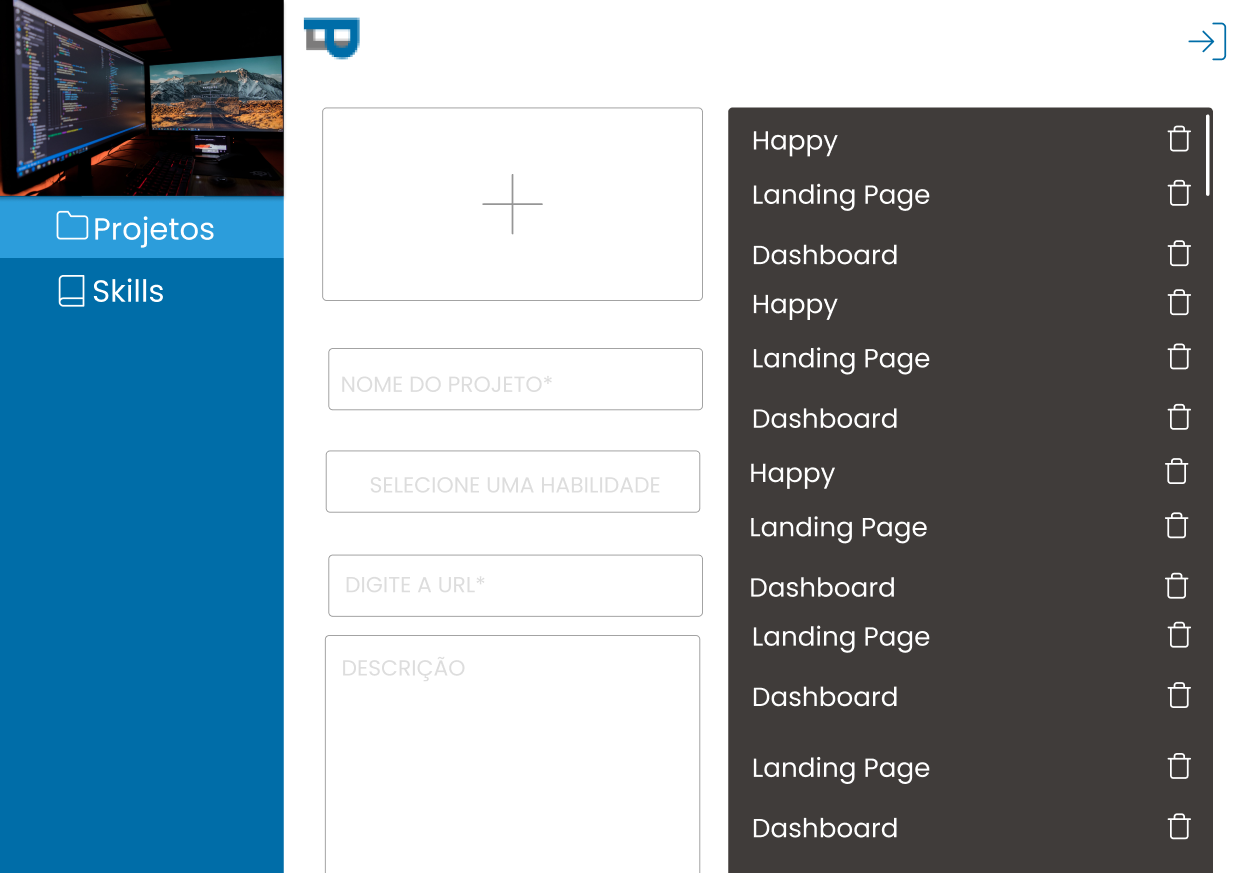 Projetos
Skills
NOME DO PROJETO*
SELECIONE UMA HABILIDADE
DIGITE A URL*
DESCRIÇÃO
Happy
Landing Page
Dashboard
Happy
Landing Page
Dashboard
Happy
Landing Page
Dashboard
Landing Page
Dashboard
Landing Page
Dashboard